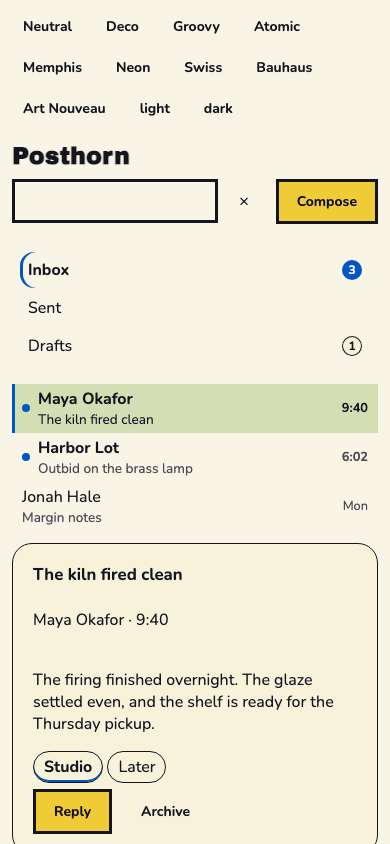 Neutral Deco Groovy Atomic
Memphis Neon Swiss Bauhaus
Art Nouveau light dark
Posthorn
× Compose
Inbox 3
Sent
Drafts 1
Maya Okafor 9:40
The kiln fired clean
Harbor Lot 6:02
Outbid on the brass lamp
Jonah Hale Mon
Margin notes
The kiln fired clean
Maya Okafor · 9:40
The firing finished overnight. The glaze
settled even, and the shelf is ready for the
Thursday pickup.
Studio Later
Reply Archive